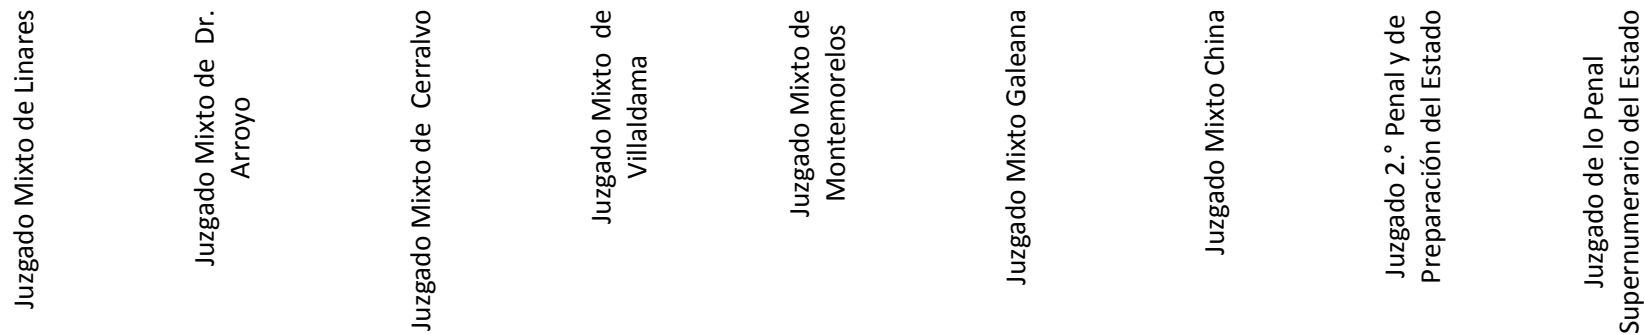 Juzgado Mixto de Linares
Juzgado Mixto de Dr.
Arroyo
Juzgado Mixto de Cerralvo
Juzgado Mixto de
Villaldama
Juzgado Mixto de
Montemorelos
Juzgado Mixto Galeana
Juzgado Mixto China
Juzgado 2.° Penal y de
Preparación del Estado
Juzgado de lo Penal
Supernumerario del Estado